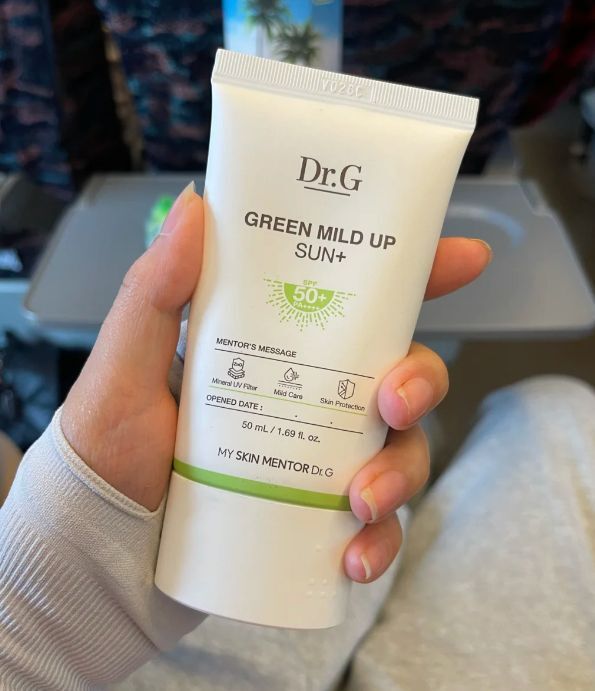 Dr.G
GREEN MILD UP
SUN+
SPF
50+
PA++++
MENTOR'S MESSAGE
ZnO
Mineral UV Filter
Mild Care
Skin Protection
OPENED DATE : . .
50 mL / 1.69 fl. oz.
MY SKIN MENTOR Dr.G